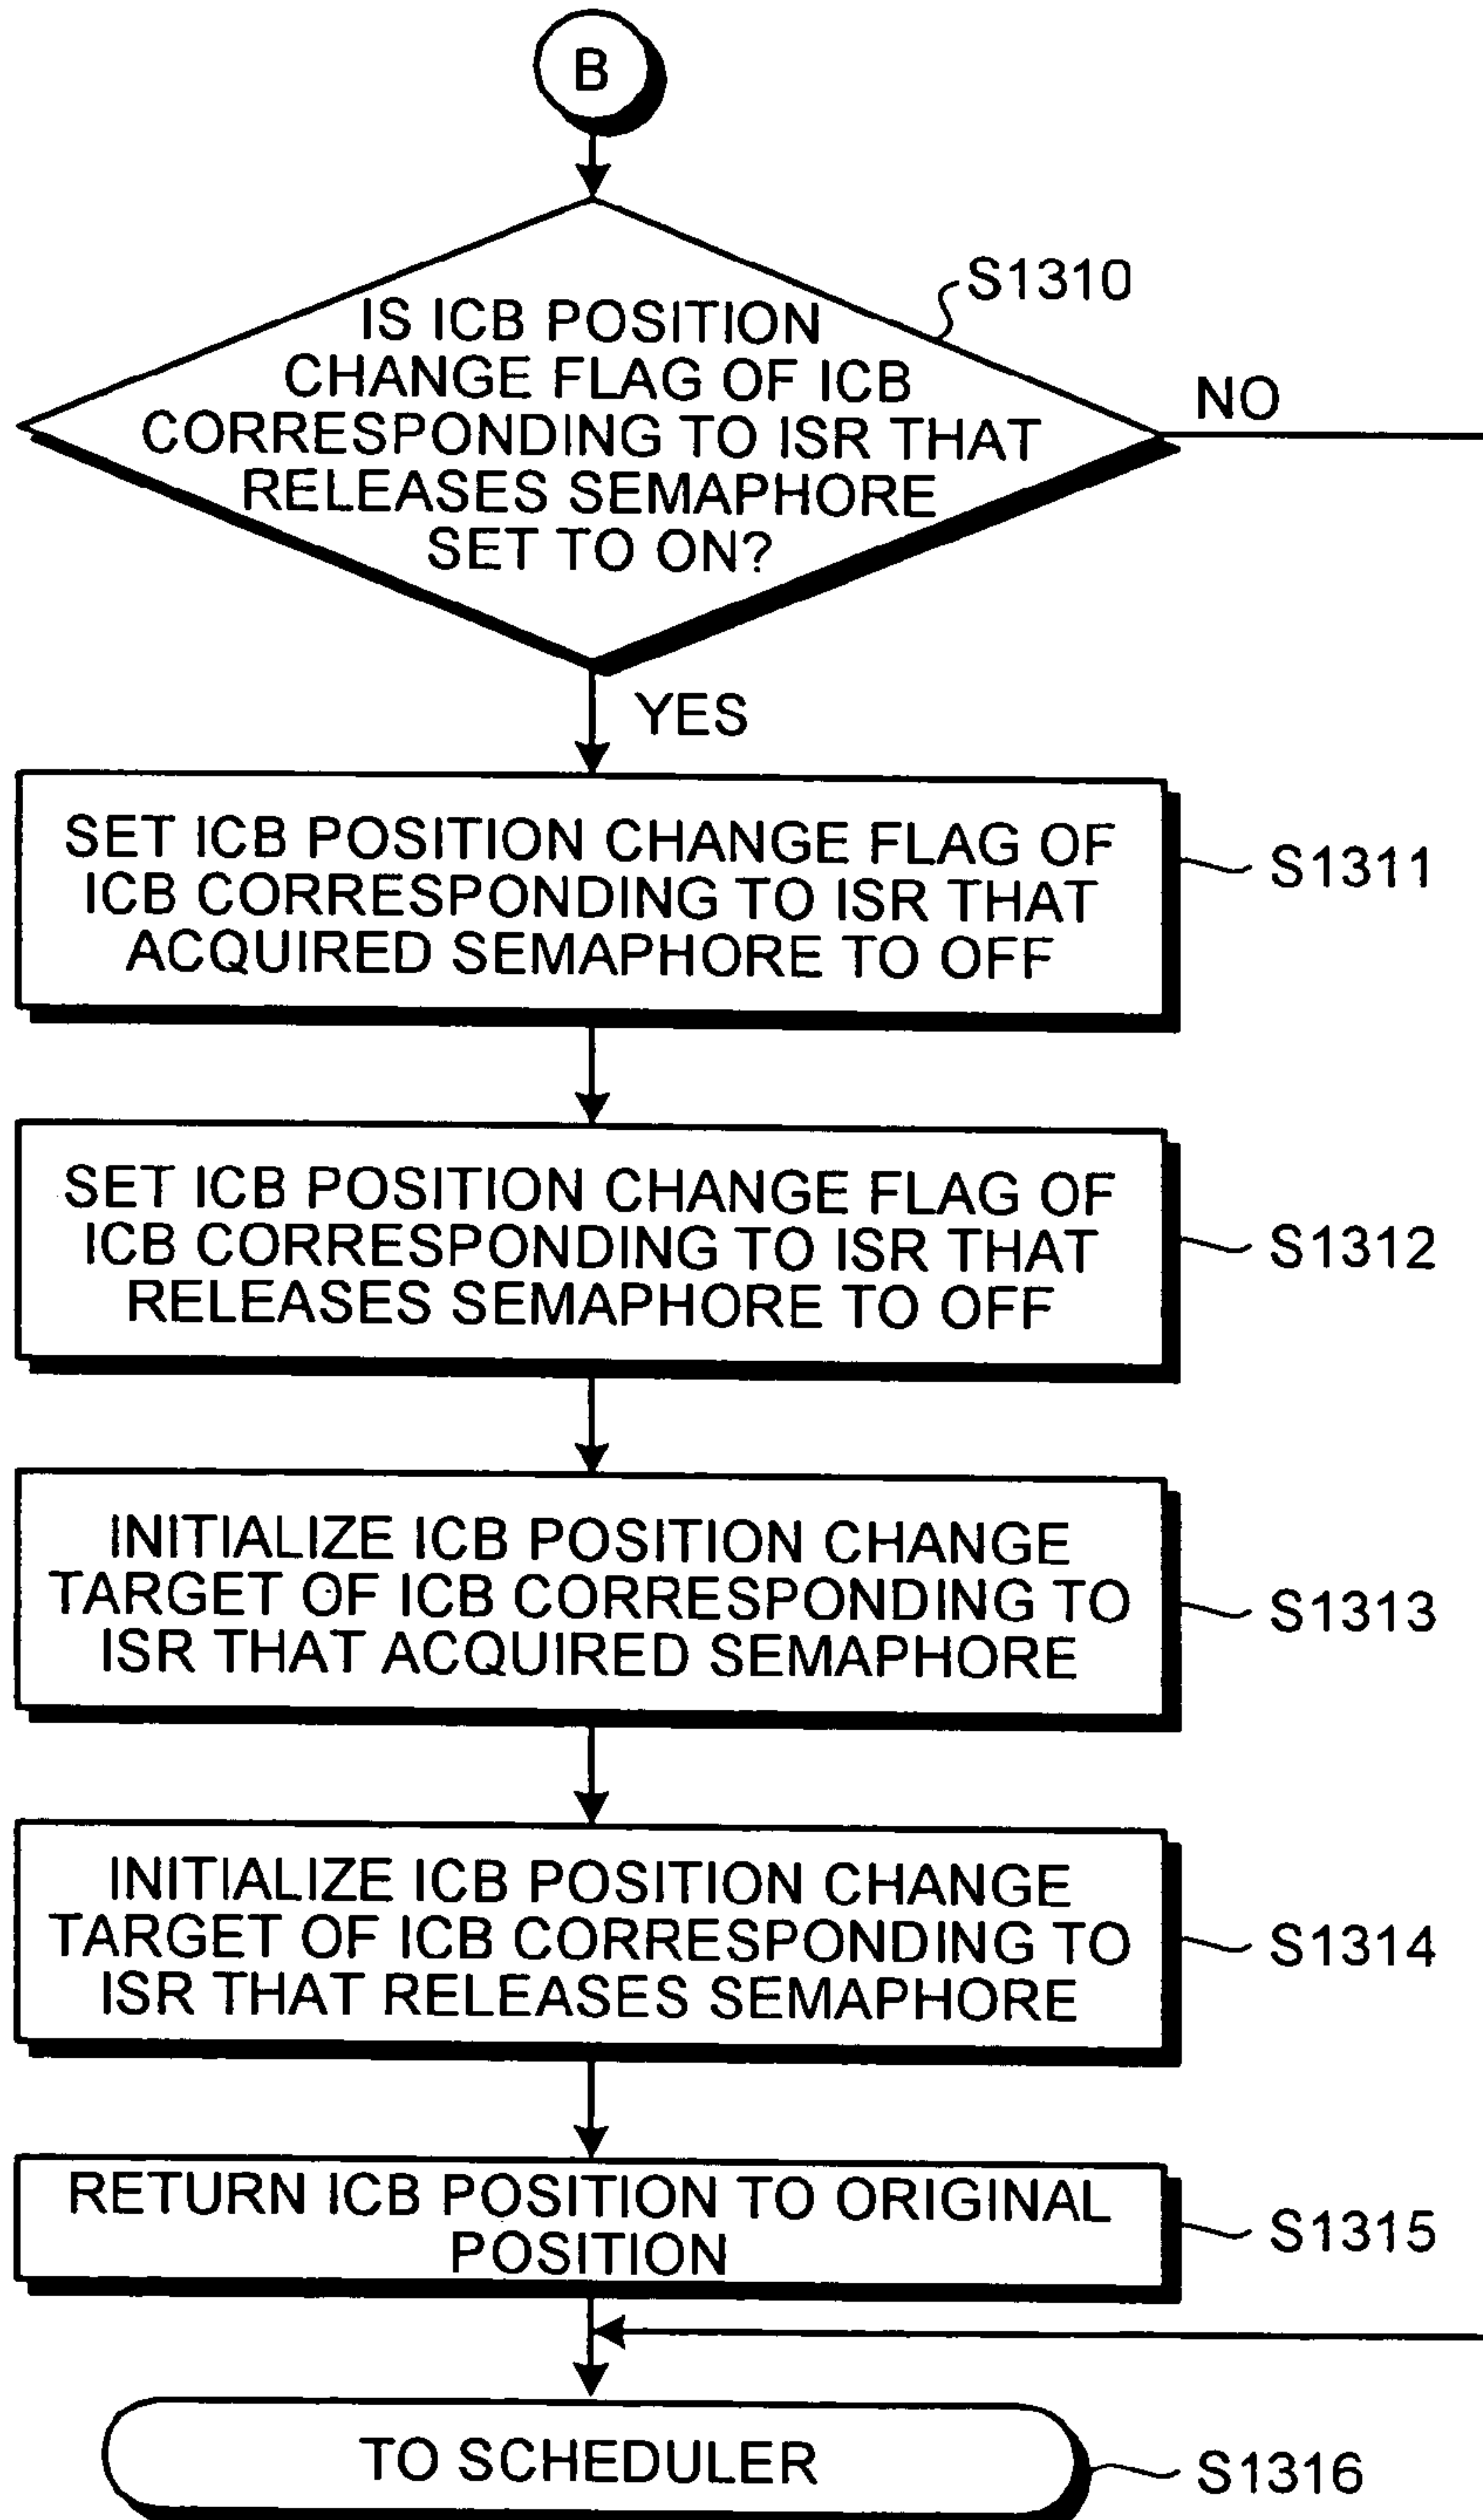 B
S1310
IS ICB POSITION
CHANGE FLAG OF ICB
CORRESPONDING TO ISR THAT
RELEASES SEMAPHORE
SET TO ON?
NO
YES
SET ICB POSITION CHANGE FLAG OF
ICB CORRESPONDING TO ISR THAT
ACQUIRED SEMAPHORE TO OFF
S1311
SET ICB POSITION CHANGE FLAG OF
ICB CORRESPONDING TO ISR THAT
RELEASES SEMAPHORE TO OFF
S1312
INITIALIZE ICB POSITION CHANGE
TARGET OF ICB CORRESPONDING TO
ISR THAT ACQUIRED SEMAPHORE
S1313
INITIALIZE ICB POSITION CHANGE
TARGET OF ICB CORRESPONDING TO
ISR THAT RELEASES SEMAPHORE
S1314
RETURN ICB POSITION TO ORIGINAL
POSITION
S1315
TO SCHEDULER
S1316